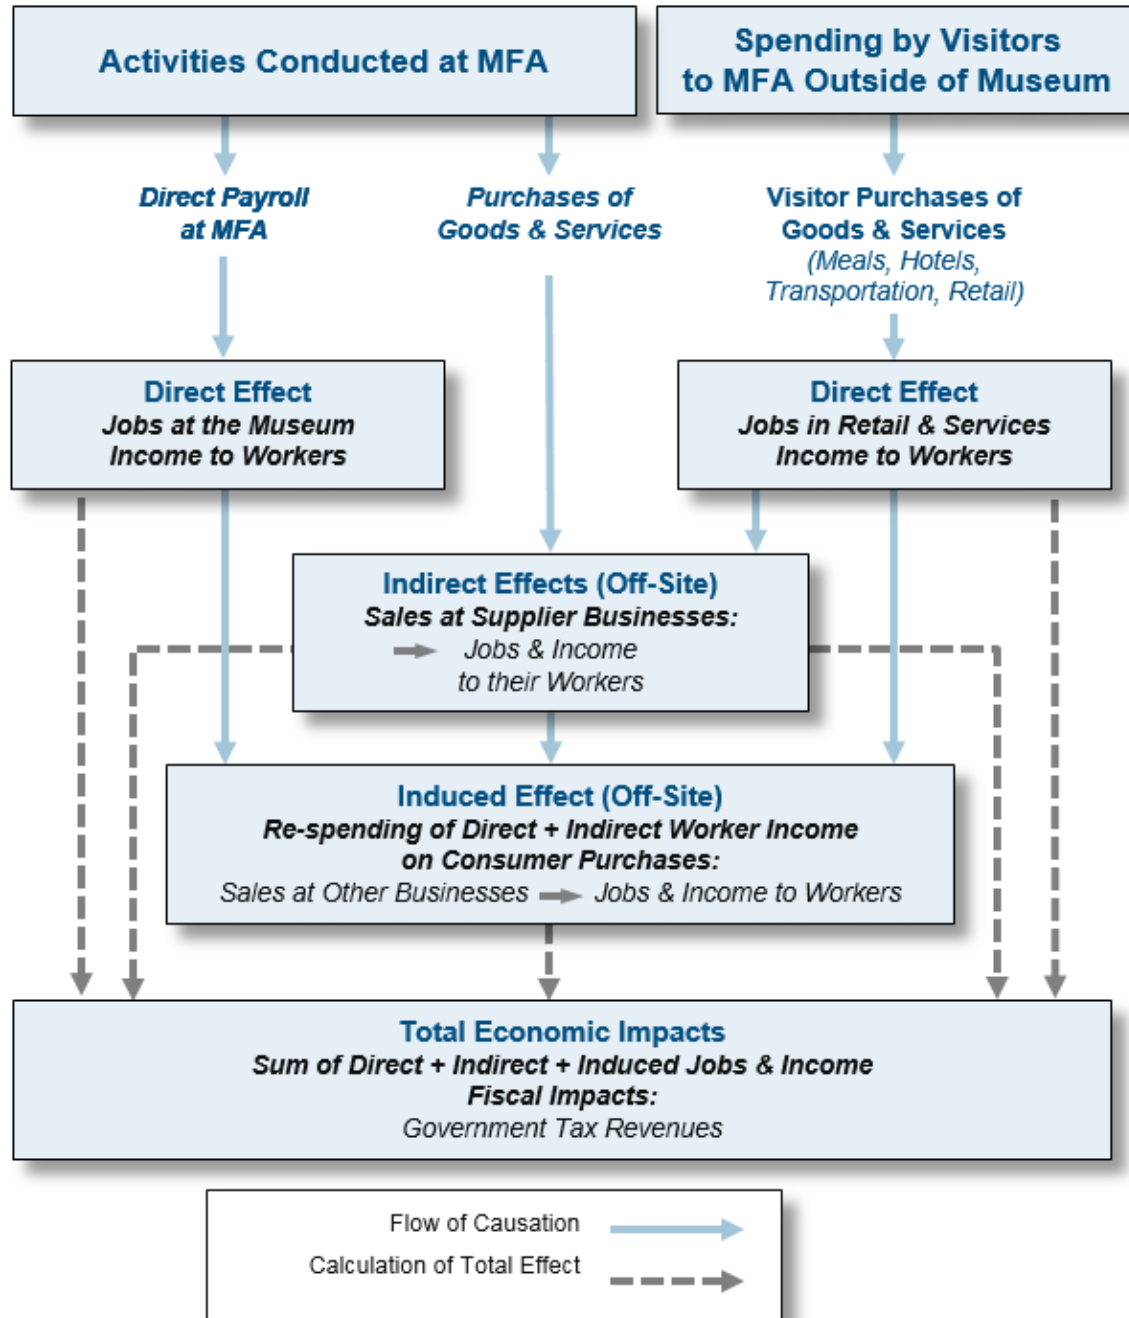 Activities Conducted at MFA
Spending by Visitors
to MFA Outside of Museum
Direct Payroll
at MFA
Purchases of
Goods & Services
Visitor Purchases of
Goods & Services
(Meals, Hotels,
Transportation, Retail)
Direct Effect
Jobs at the Museum
Income to Workers
Direct Effect
Jobs in Retail & Services
Income to Workers
Indirect Effects (Off-Site)
Sales at Supplier Businesses:
Jobs & Income
to their Workers
Induced Effect (Off-Site)
Re-spending of Direct + Indirect Worker Income
on Consumer Purchases:
Sales at Other Businesses Jobs & Income to Workers
Total Economic Impacts
Sum of Direct + Indirect + Induced Jobs & Income
Fiscal Impacts:
Government Tax Revenues
Flow of Causation
Calculation of Total Effect